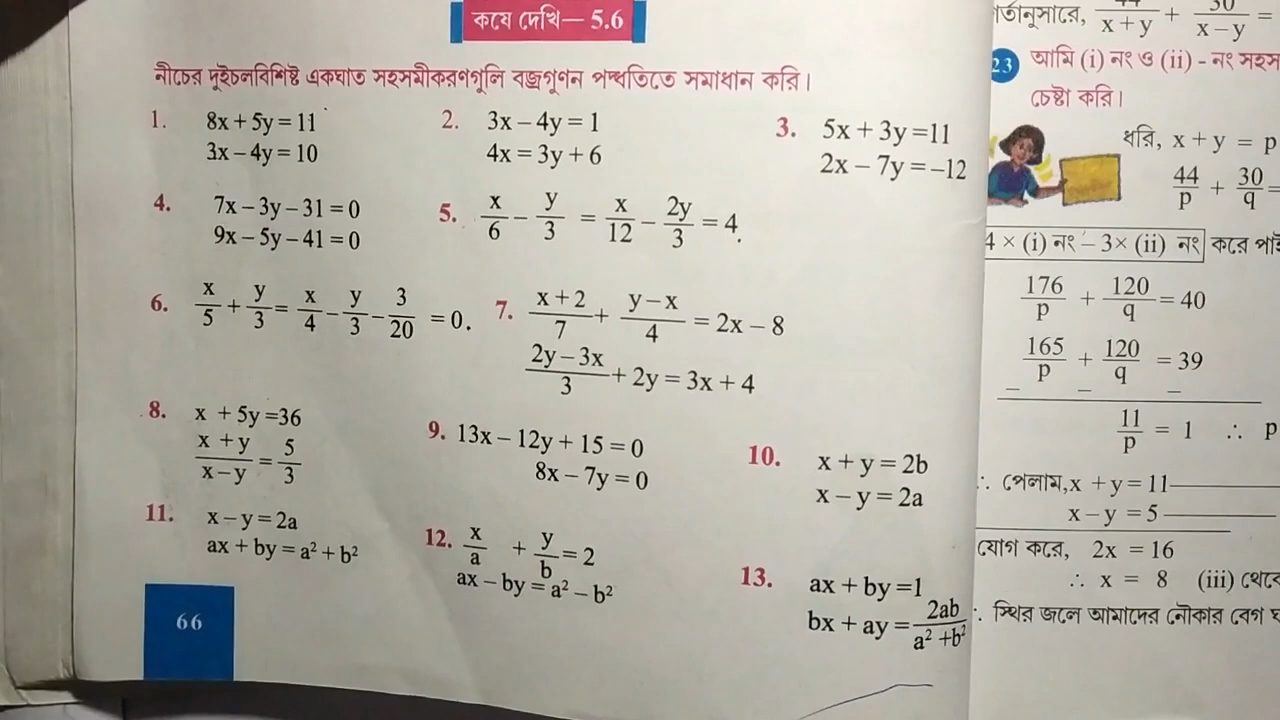 কষে দেখি— 5.6
নীচের দুইচলবিশিষ্ট একঘাত সহসমীকরণগুলি বজ্রগুণন পদ্ধতিতে সমাধান করি।
1. 8x + 5y = 11
3x – 4y = 10
2. 3x – 4y = 1
4x = 3y + 6
3. 5x + 3y =11
2x – 7y = –12
4. 7x – 3y – 31 = 0
9x – 5y – 41 = 0
5. x/6 – y/3 = x/12 – 2y/3 = 4.
6. x/5 + y/3 = x/4 – y/3 – 3/20 = 0.
7. (x + 2)/7 + (y – x)/4 = 2x – 8
(2y – 3x)/3 + 2y = 3x + 4
8. x + 5y =36
(x + y)/(x – y) = 5/3
9. 13x – 12y + 15 = 0
8x – 7y = 0
10. x + y = 2b
x – y = 2a
11. x – y = 2a
ax + by = a² + b²
12. x/a + y/b = 2
ax – by = a² – b²
13. ax + by =1
bx + ay = 2ab/(a² + b²)
66
44/(x + y) + 30/(x – y) =
23 আমি (i) নং ও (ii) - নং
চেষ্টা করি।
ধরি, x + y = p
44/p + 30/q =
4 × (i) নং – 3× (ii) নং করে
176/p + 120/q = 40
165/p + 120/q = 39
– – –
11/p = 1 ∴ p
∴ পেলাম, x + y = 11
x – y = 5
যোগ করে, 2x = 16
∴ x = 8 (iii) থেকে
∴ স্থির জলে আমাদের নৌকার বেগ